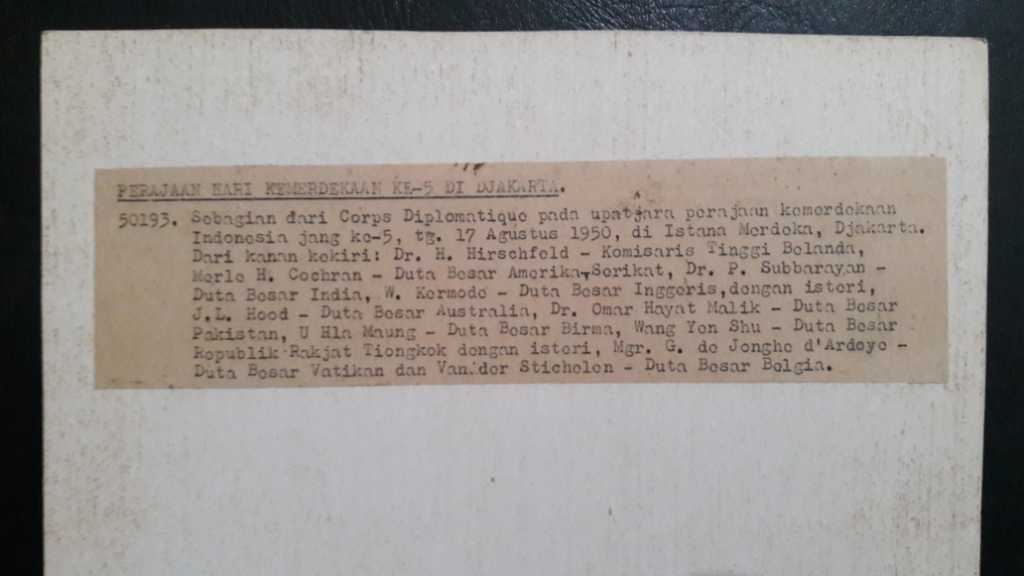 PERAJAAN HARI KEMERDEKAAN KE-5 DI DJAKARTA.
50193. Sebagian dari Corps Diplomatique pada upatjara perajaan kemerdekaan
Indonesia jang ke-5, tg. 17 Agustus 1950, di Istana Merdeka, Djakarta.
Dari kanan kekiri: Dr. H. Hirschfeld - Komisaris Tinggi Belanda,
Merle H. Cochran - Duta Besar Amerika-Serikat, Dr. P. Subbarayan -
Duta Besar India, W. Kermode - Duta Besar Inggeris,dengan isteri,
J.L. Hood - Duta Besar Australia, Dr. Omar Hayat Malik - Duta Besar
Pakistan, U Hla Maung - Duta Besar Birma, Wang Yen Shu - Duta Besar
Republik Rakjat Tiongkok dengan isteri, Mgr. G. de Jonghe d'Ardoye -
Duta Besar Vatikan dan Van der Stichelen - Duta Besar Belgia.